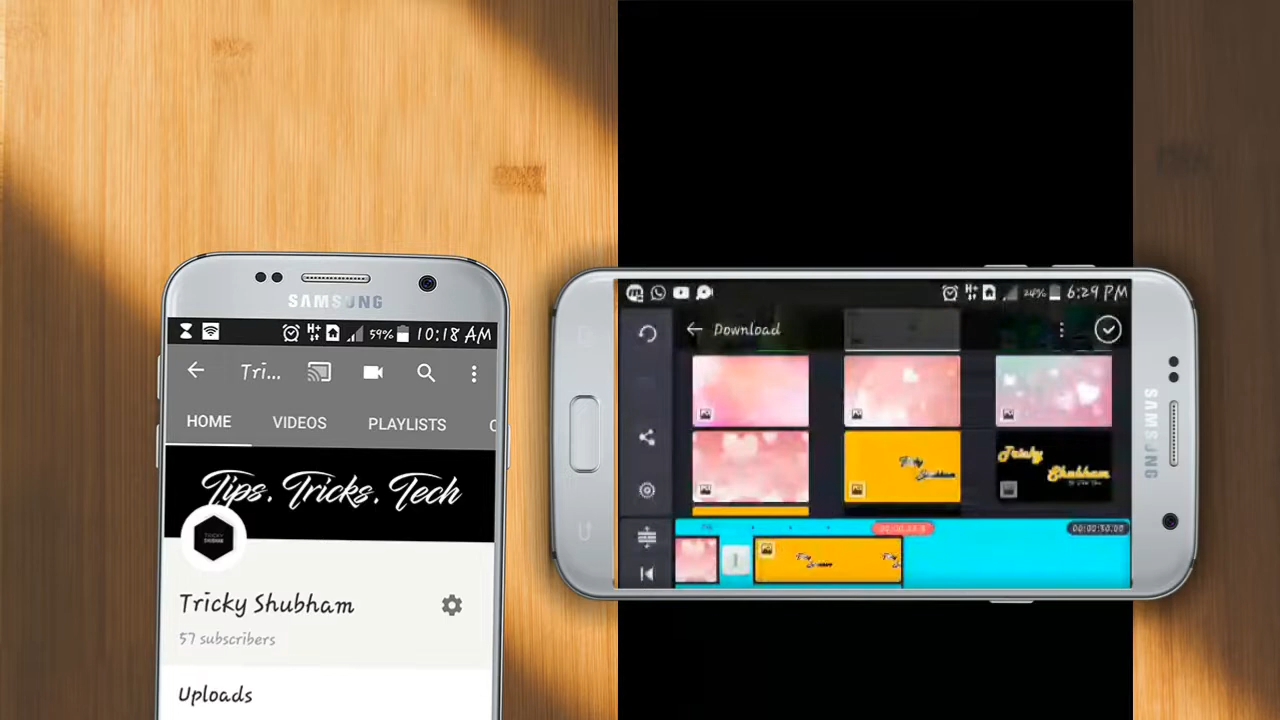 SAMSUNG
H+
59%
10:18 AM
Tri...
HOME
VIDEOS
PLAYLISTS
Tips. Tricks. Tech
Tricky Shubham
57 subscribers
Uploads
H+
24%
6:29 PM
Download
Tricky
Shubham
00:00:30.00
SAMSUNG